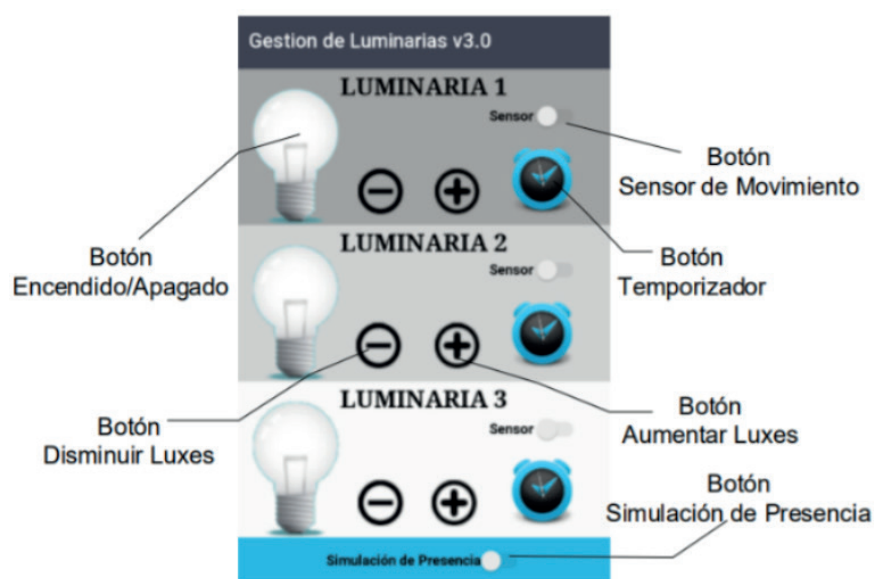 Gestion de Luminarias v3.0
LUMINARIA 1
Sensor
Botón
Sensor de Movimiento
Botón
Encendido/Apagado
LUMINARIA 2
Sensor
Botón
Temporizador
LUMINARIA 3
Sensor
Botón
Disminuir Luxes
Botón
Aumentar Luxes
Botón
Simulación de Presencia
Simulación de Presencia